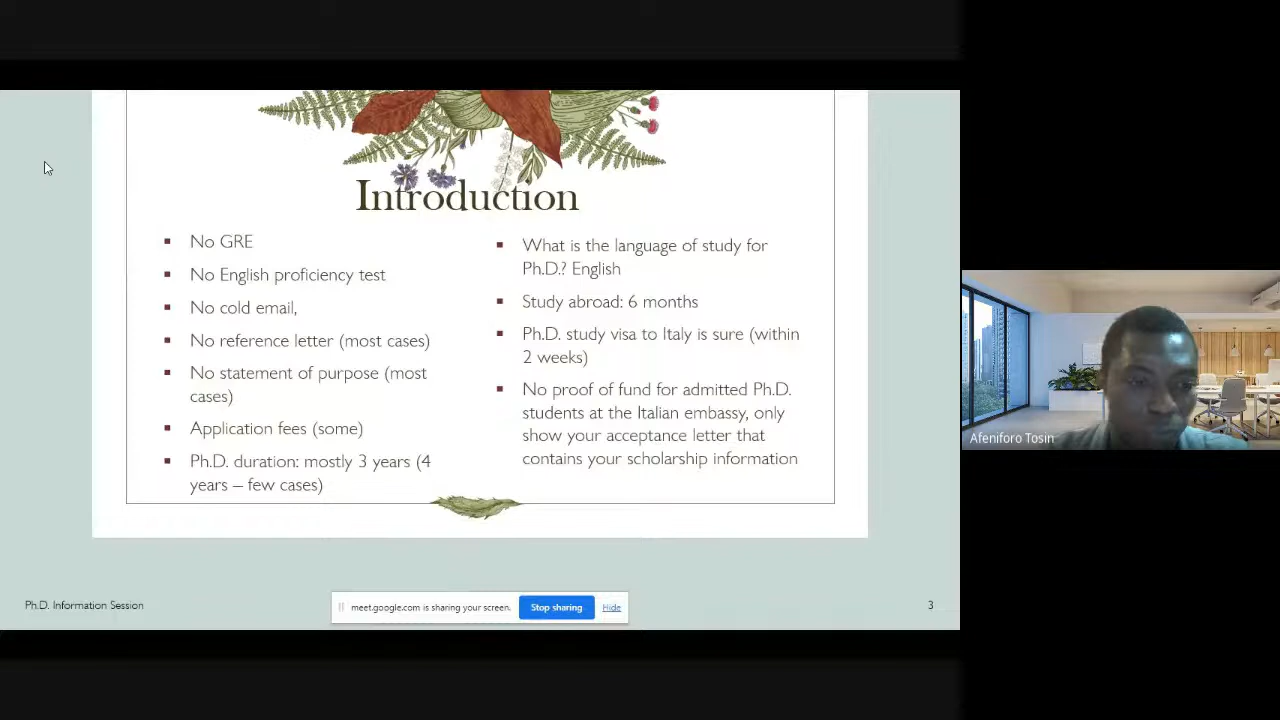 Introduction
No GRE
No English proficiency test
No cold email,
No reference letter (most cases)
No statement of purpose (most
cases)
Application fees (some)
Ph.D. duration: mostly 3 years (4
years – few cases)
What is the language of study for
Ph.D.? English
Study abroad: 6 months
Ph.D. study visa to Italy is sure (within
2 weeks)
No proof of fund for admitted Ph.D.
students at the Italian embassy, only
show your acceptance letter that
contains your scholarship information
Afeniforo Tosin
Ph.D. Information Session
meet.google.com is sharing your screen.
Stop sharing
Hide
3